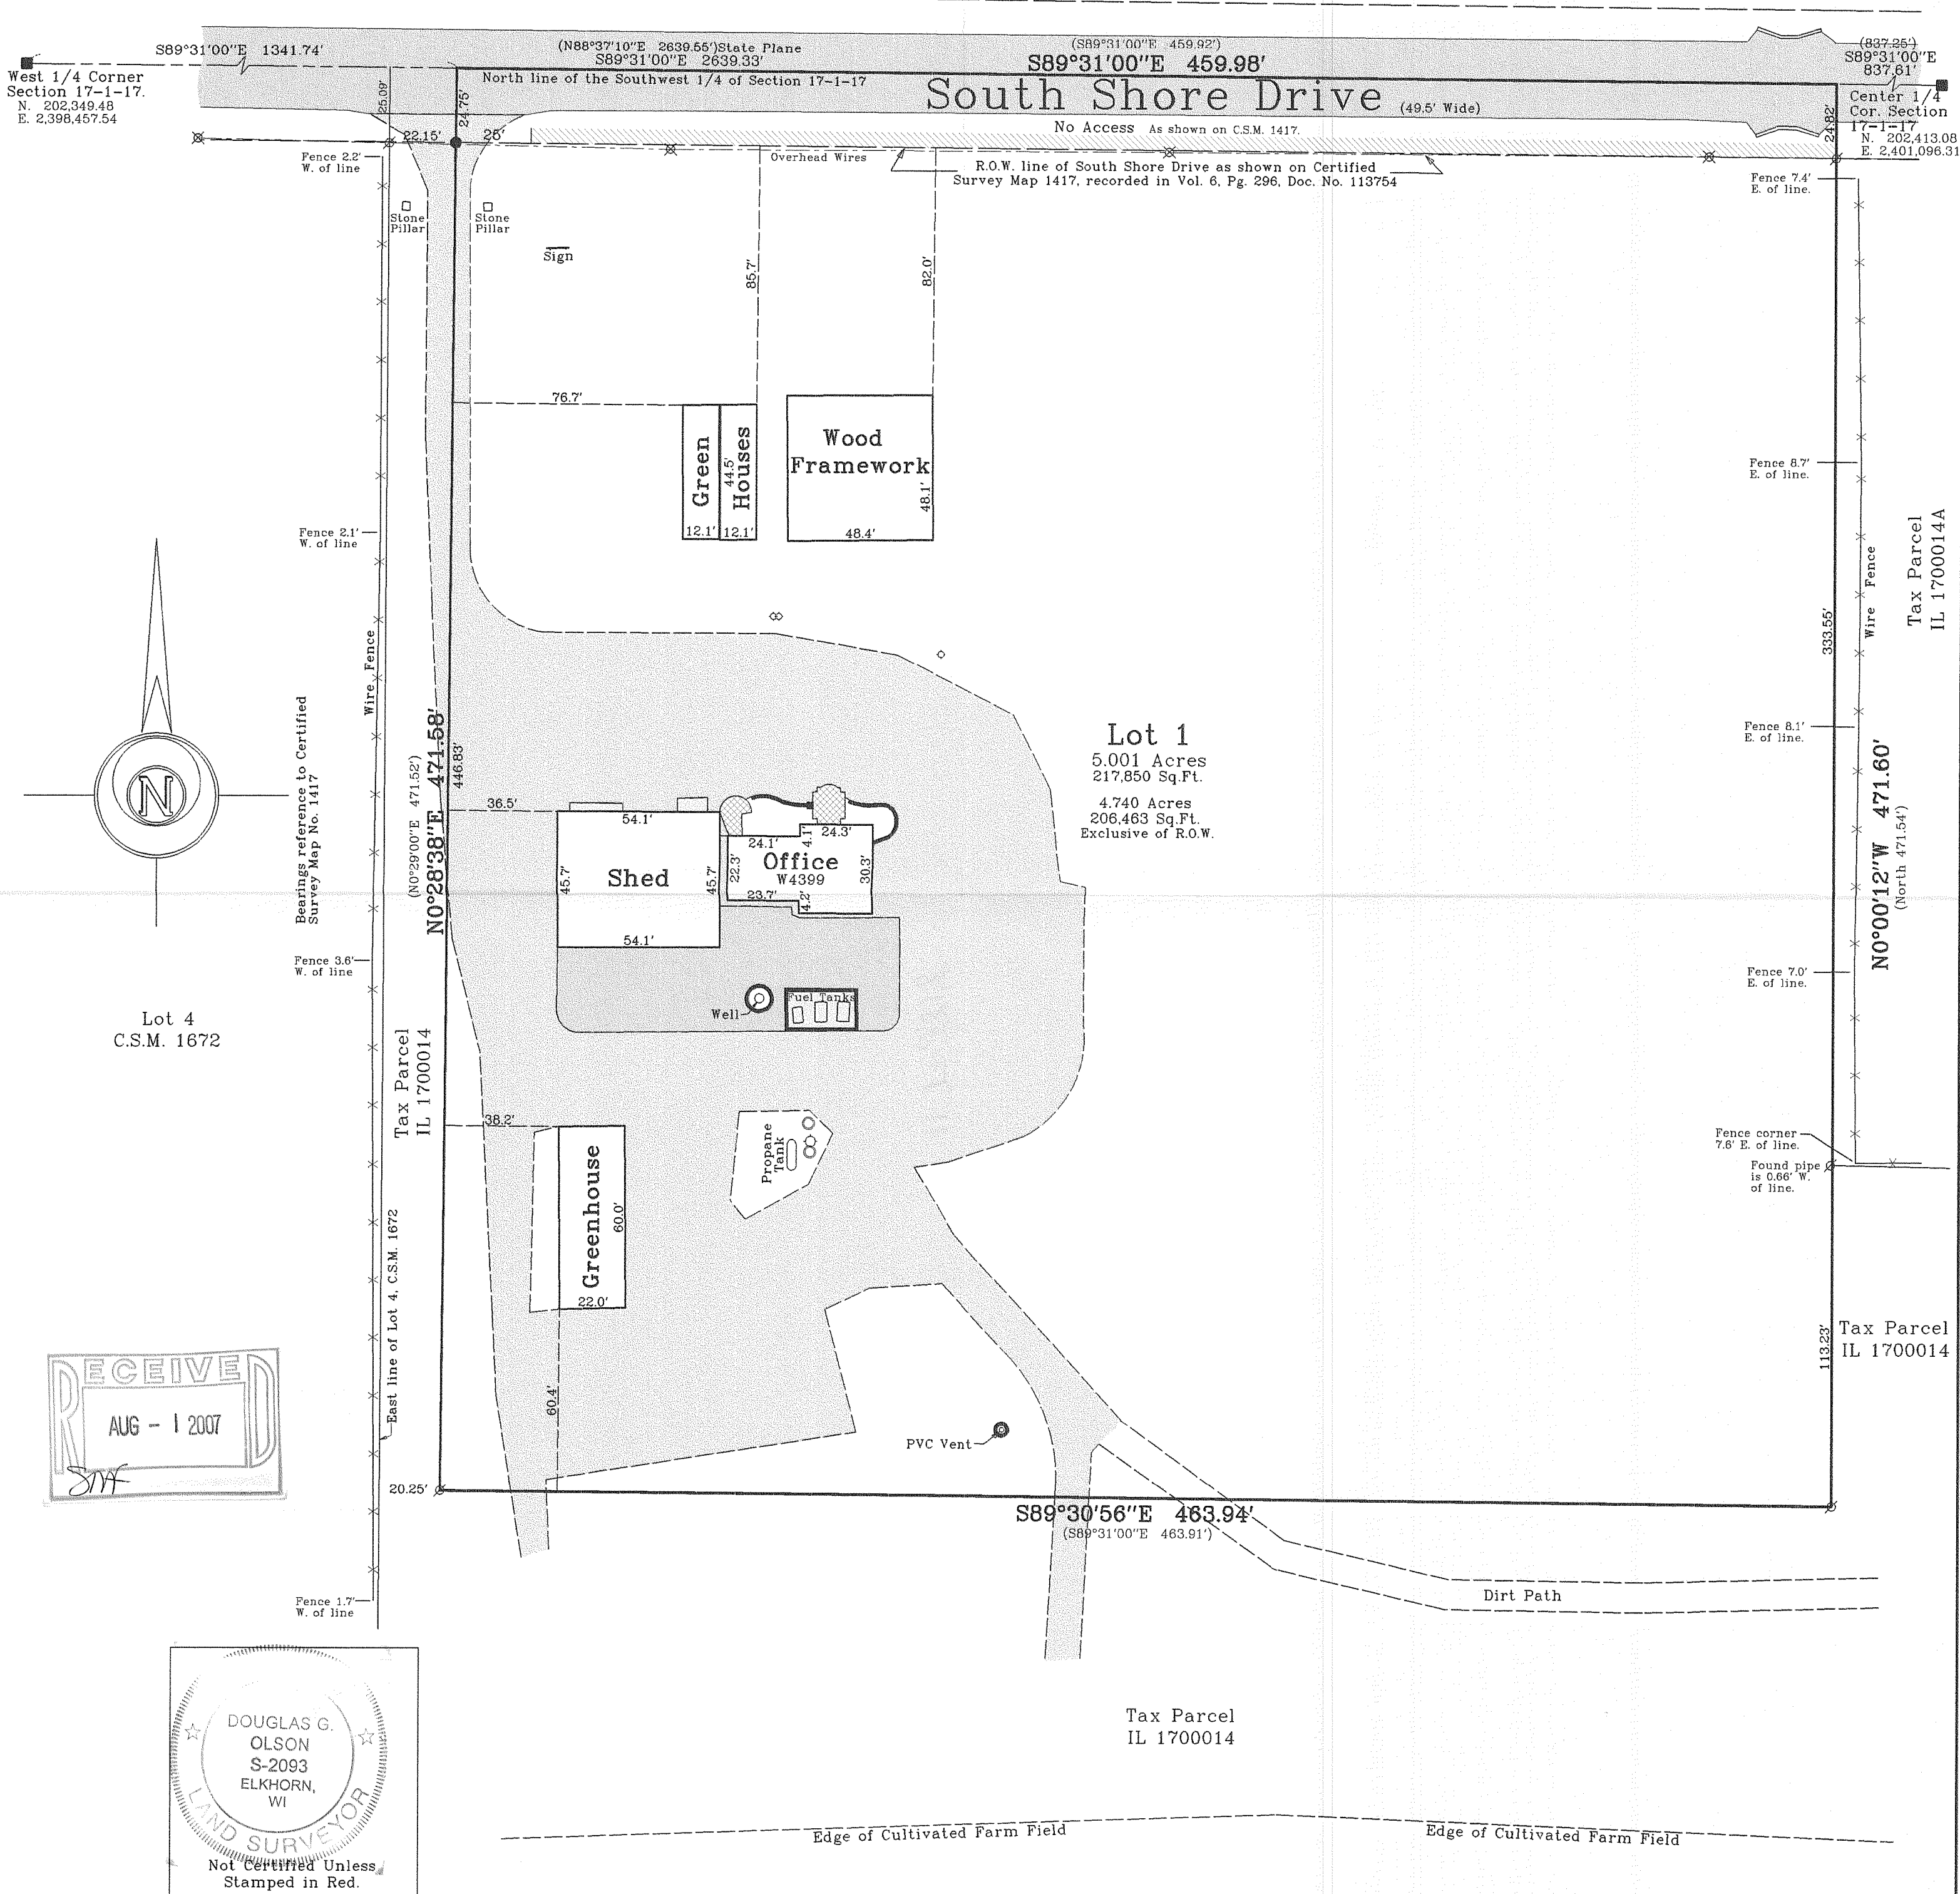 S89°31'00"E 1341.74'
(N88°37'10"E 2639.55')State Plane
S89°31'00"E 2639.33'
North line of the Southwest 1/4 of Section 17-1-17
(S89°31'00"E 459.92')
S89°31'00"E 459.98'
(837.25')
S89°31'00"E
837.61'
West 1/4 Corner
Section 17-1-17.
N. 202,349.48
E. 2,398,457.54
South Shore Drive (49.5' Wide)
Center 1/4
Cor. Section
17-1-17
N. 202,413.08
E. 2,401,096.31
25.09'
24.75'
24.82'
22.15'
25'
No Access As shown on C.S.M. 1417.
Overhead Wires
R.O.W. line of South Shore Drive as shown on Certified
Survey Map 1417, recorded in Vol. 6, Pg. 296, Doc. No. 113754
Fence 2.2'
W. of line
Fence 7.4'
E. of line.
Stone
Pillar
Stone
Pillar
Sign
85.7'
82.0'
76.7'
Green
Houses
44.5'
12.1'
12.1'
Wood
Framework
48.1'
48.4'
Fence 8.7'
E. of line.
Fence 2.1'
W. of line
Tax Parcel
IL 1700014A
Wire Fence
333.55'
Wire Fence
Bearings reference to Certified
Survey Map No. 1417
N
(N0°29'00"E 471.52')
N0°28'38"E 471.58'
446.83'
Lot 1
5.001 Acres
217,850 Sq.Ft.
4.740 Acres
206,463 Sq.Ft.
Exclusive of R.O.W.
Fence 8.1'
E. of line.
N0°00'12"W 471.60'
(North 471.54')
36.5'
54.1'
45.7'
Shed
45.7'
54.1'
24.1'
4.1'
24.3'
22.3'
Office
W4399
30.3'
23.7'
4.2'
Fence 3.6'
W. of line
Fence 7.0'
E. of line.
Well
Fuel Tanks
Lot 4
C.S.M. 1672
Tax Parcel
IL 1700014
38.2'
Propane
Tank
Greenhouse
60.0'
22.0'
Fence corner
7.6' E. of line.
Found pipe
is 0.66' W.
of line.
East line of Lot 4, C.S.M. 1672
113.23'
Tax Parcel
IL 1700014
RECEIVED
AUG - 1 2007
60.4'
PVC Vent
20.25'
S89°30'56"E 463.94'
(S89°31'00"E 463.91')
Dirt Path
Fence 1.7'
W. of line
DOUGLAS G.
OLSON
S-2093
ELKHORN,
WI
LAND SURVEYOR
Not Certified Unless
Stamped in Red.
Tax Parcel
IL 1700014
Edge of Cultivated Farm Field
Edge of Cultivated Farm Field